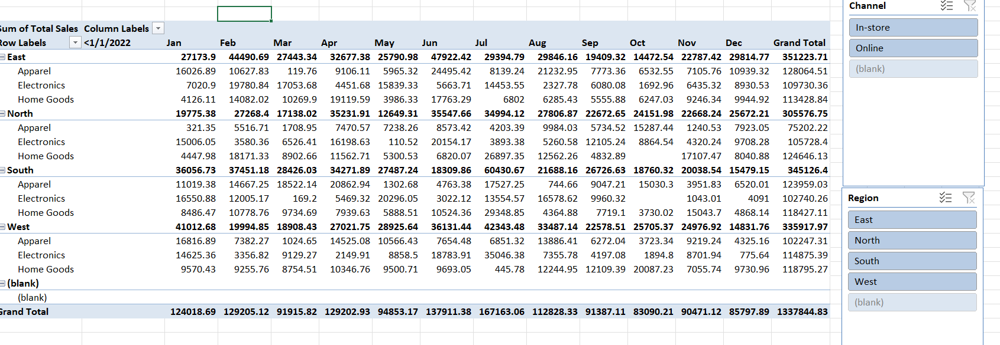 Channel
In-store
Online
(blank)
Sum of Total Sales Column Labels
Row Labels <1/1/2022 Jan Feb Mar Apr May Jun Jul Aug Sep Oct Nov Dec Grand Total
East 27173.9 44490.69 27443.34 32677.38 25790.98 47922.42 29394.79 29846.16 19409.32 14472.54 22787.42 29814.77 351223.71
Apparel 16026.89 10627.83 119.76 9106.11 5965.32 24495.42 8139.24 21232.95 7773.36 6532.55 7105.76 10939.32 128064.51
Electronics 7020.9 19780.84 17053.68 4451.68 15839.33 5663.71 14453.55 2327.78 6080.08 1692.96 6435.32 8930.53 109730.36
Home Goods 4126.11 14082.02 10269.9 19119.59 3986.33 17763.29 6802 6285.43 5555.88 6247.03 9246.34 9944.92 113428.84
North 19775.38 27268.4 17138.02 35231.91 12649.31 35547.66 34994.12 27806.87 22672.65 24151.98 22668.24 25672.21 305576.75
Apparel 321.35 5516.71 1708.95 7470.57 7238.26 8573.42 4203.39 9984.03 5734.52 15287.44 1240.53 7923.05 75202.22
Electronics 15006.05 3580.36 6526.41 16198.63 110.52 20154.17 3893.38 5260.58 12105.24 8864.54 4320.24 9708.28 105728.4
Home Goods 4447.98 18171.33 8902.66 11562.71 5300.53 6820.07 26897.35 12562.26 4832.89 17107.47 8040.88 124646.13
South 36056.73 37451.18 28426.03 34271.89 27487.24 18309.86 60430.67 21688.16 26726.63 18760.32 20038.54 15479.15 345126.4
Apparel 11019.38 14667.25 18522.14 20862.94 1302.68 4763.38 17527.25 744.66 9047.21 15030.3 3951.83 6520.01 123959.03
Electronics 16550.88 12005.17 169.2 5469.32 20296.05 3022.12 13554.57 16578.62 9960.32 1043.01 4091 102740.26
Home Goods 8486.47 10778.76 9734.69 7939.63 5888.51 10524.36 29348.85 4364.88 7719.1 3730.02 15043.7 4868.14 118427.11
West 41012.68 19994.85 18908.43 27021.75 28925.64 36131.44 42343.48 33487.14 22578.51 25705.37 24976.92 14831.76 335917.97
Apparel 16816.89 7382.27 1024.65 14525.08 10566.43 7654.48 6851.32 13886.41 6272.04 3723.34 9219.24 4325.16 102247.31
Electronics 14625.36 3356.82 9129.27 2149.91 8858.5 18783.91 35046.38 7355.78 4197.08 1894.8 8701.94 775.64 114875.39
Home Goods 9570.43 9255.76 8754.51 10346.76 9500.71 9693.05 445.78 12244.95 12109.39 20087.23 7055.74 9730.96 118795.27
(blank)
(blank)
Grand Total 124018.69 129205.12 91915.82 129202.93 94853.17 137911.38 167163.06 112828.33 91387.11 83090.21 90471.12 85797.89 1337844.83
Region
East
North
South
West
(blank)